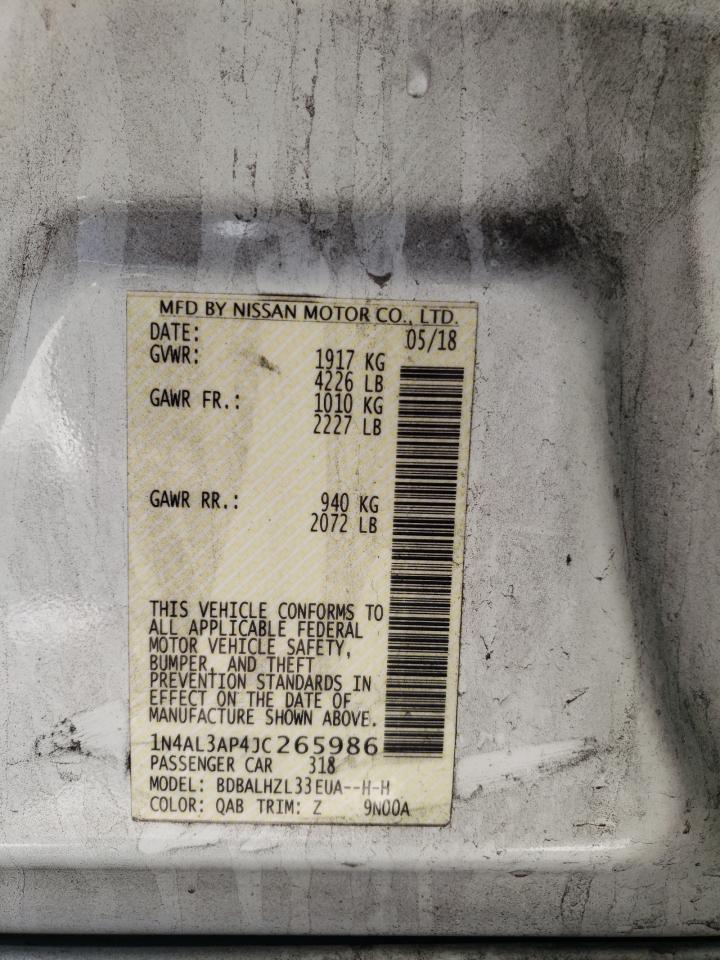 MFD BY NISSAN MOTOR CO., LTD.
DATE: 05/18
GVWR: 1917 KG
4226 LB
GAWR FR.: 1010 KG
2227 LB
GAWR RR.: 940 KG
2072 LB
THIS VEHICLE CONFORMS TO
ALL APPLICABLE FEDERAL
MOTOR VEHICLE SAFETY,
BUMPER, AND THEFT
PREVENTION STANDARDS IN
EFFECT ON THE DATE OF
MANUFACTURE SHOWN ABOVE.
1N4AL3AP4JC265986
PASSENGER CAR 318
MODEL: BDBALHZL33EUA--H-H
COLOR: QAB TRIM: Z 9N00A